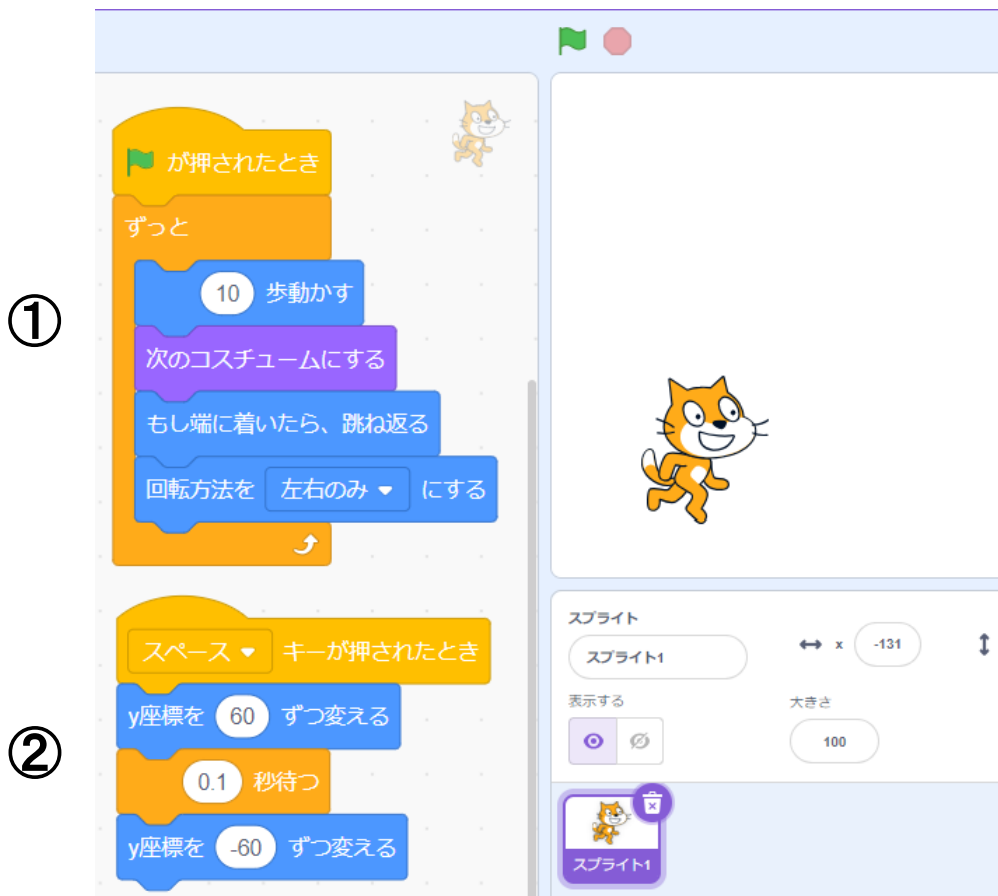 ①
が押されたとき
ずっと
10 歩動かす
次のコスチュームにする
もし端に着いたら、跳ね返る
回転方法を 左右のみ にする
②
スペース キーが押されたとき
y座標を 60 ずつ変える
0.1 秒待つ
y座標を -60 ずつ変える
スプライト
スプライト1
x -131
表示する
大きさ
100
スプライト1